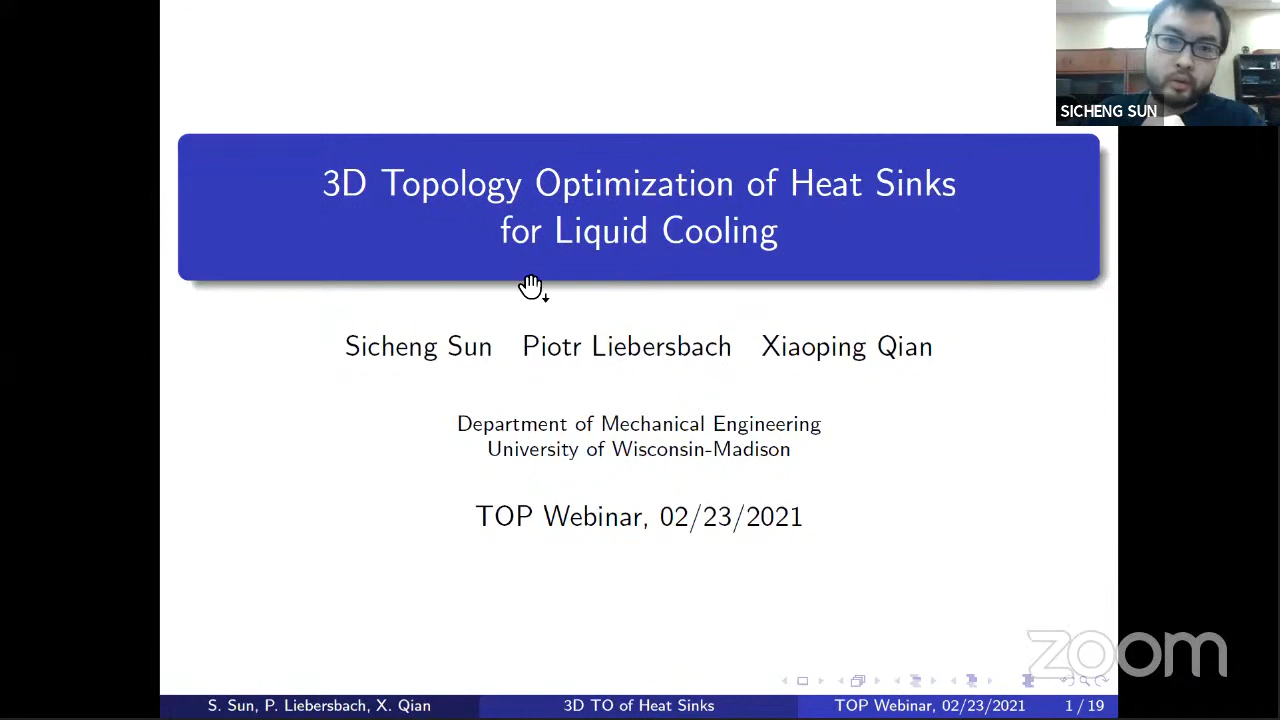 SICHENG SUN
3D Topology Optimization of Heat Sinks
for Liquid Cooling
Sicheng Sun Piotr Liebersbach Xiaoping Qian
Department of Mechanical Engineering
University of Wisconsin-Madison
TOP Webinar, 02/23/2021
zoom
S. Sun, P. Liebersbach, X. Qian 3D TO of Heat Sinks TOP Webinar, 02/23/2021 1 / 19